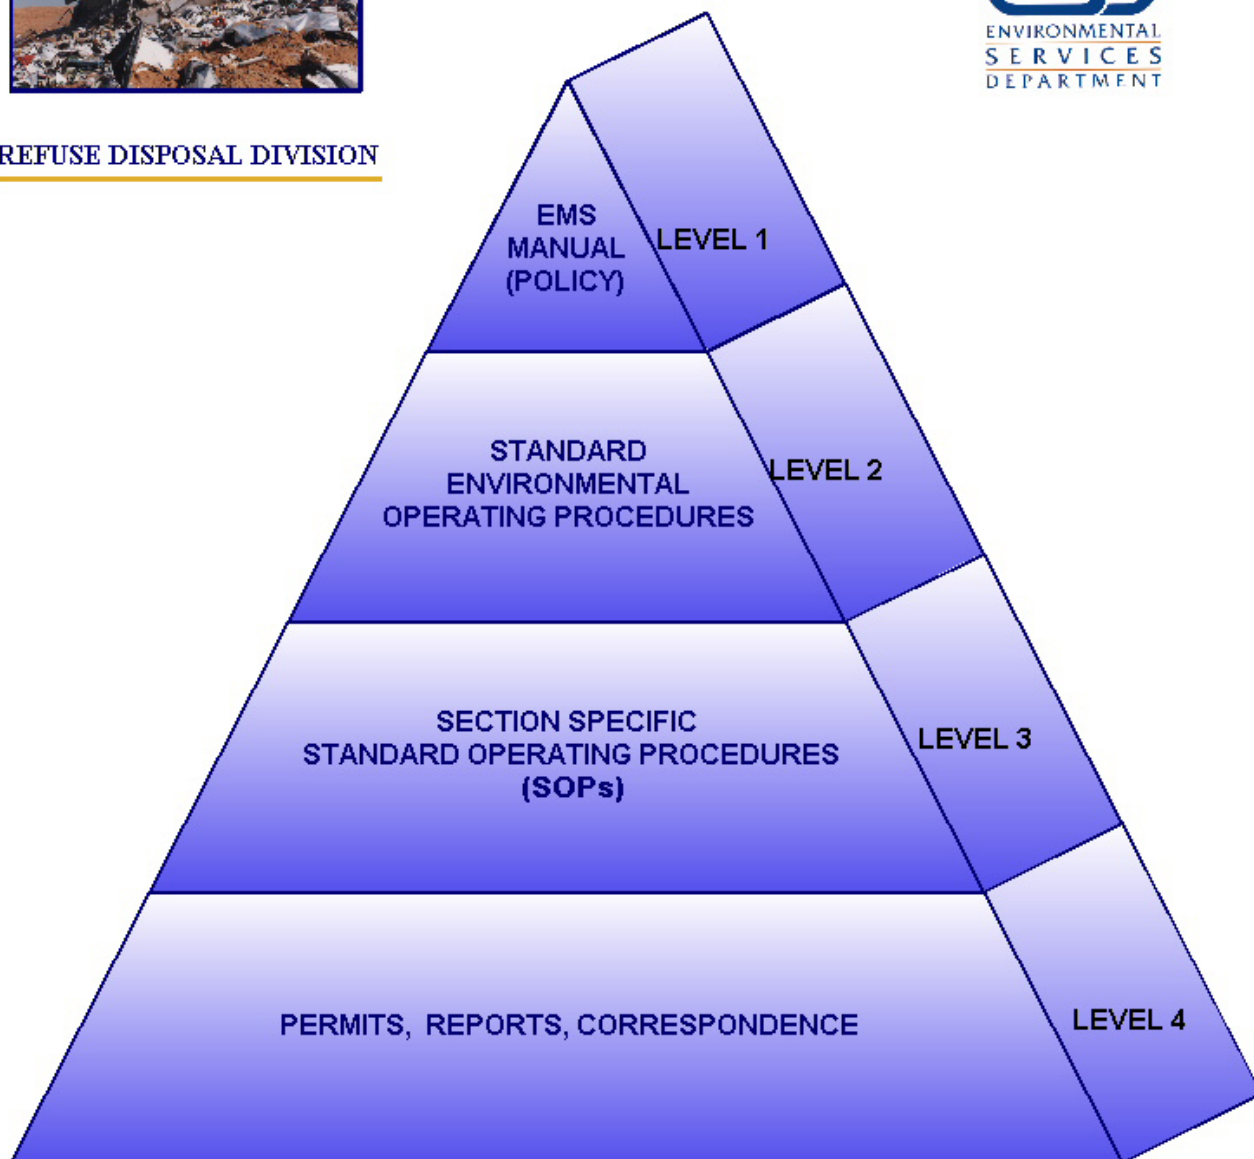 ENVIRONMENTAL
SERVICES
DEPARTMENT
REFUSE DISPOSAL DIVISION
EMS
MANUAL
(POLICY)
LEVEL 1
STANDARD
ENVIRONMENTAL
OPERATING PROCEDURES
LEVEL 2
SECTION SPECIFIC
STANDARD OPERATING PROCEDURES
(SOPs)
LEVEL 3
PERMITS, REPORTS, CORRESPONDENCE
LEVEL 4